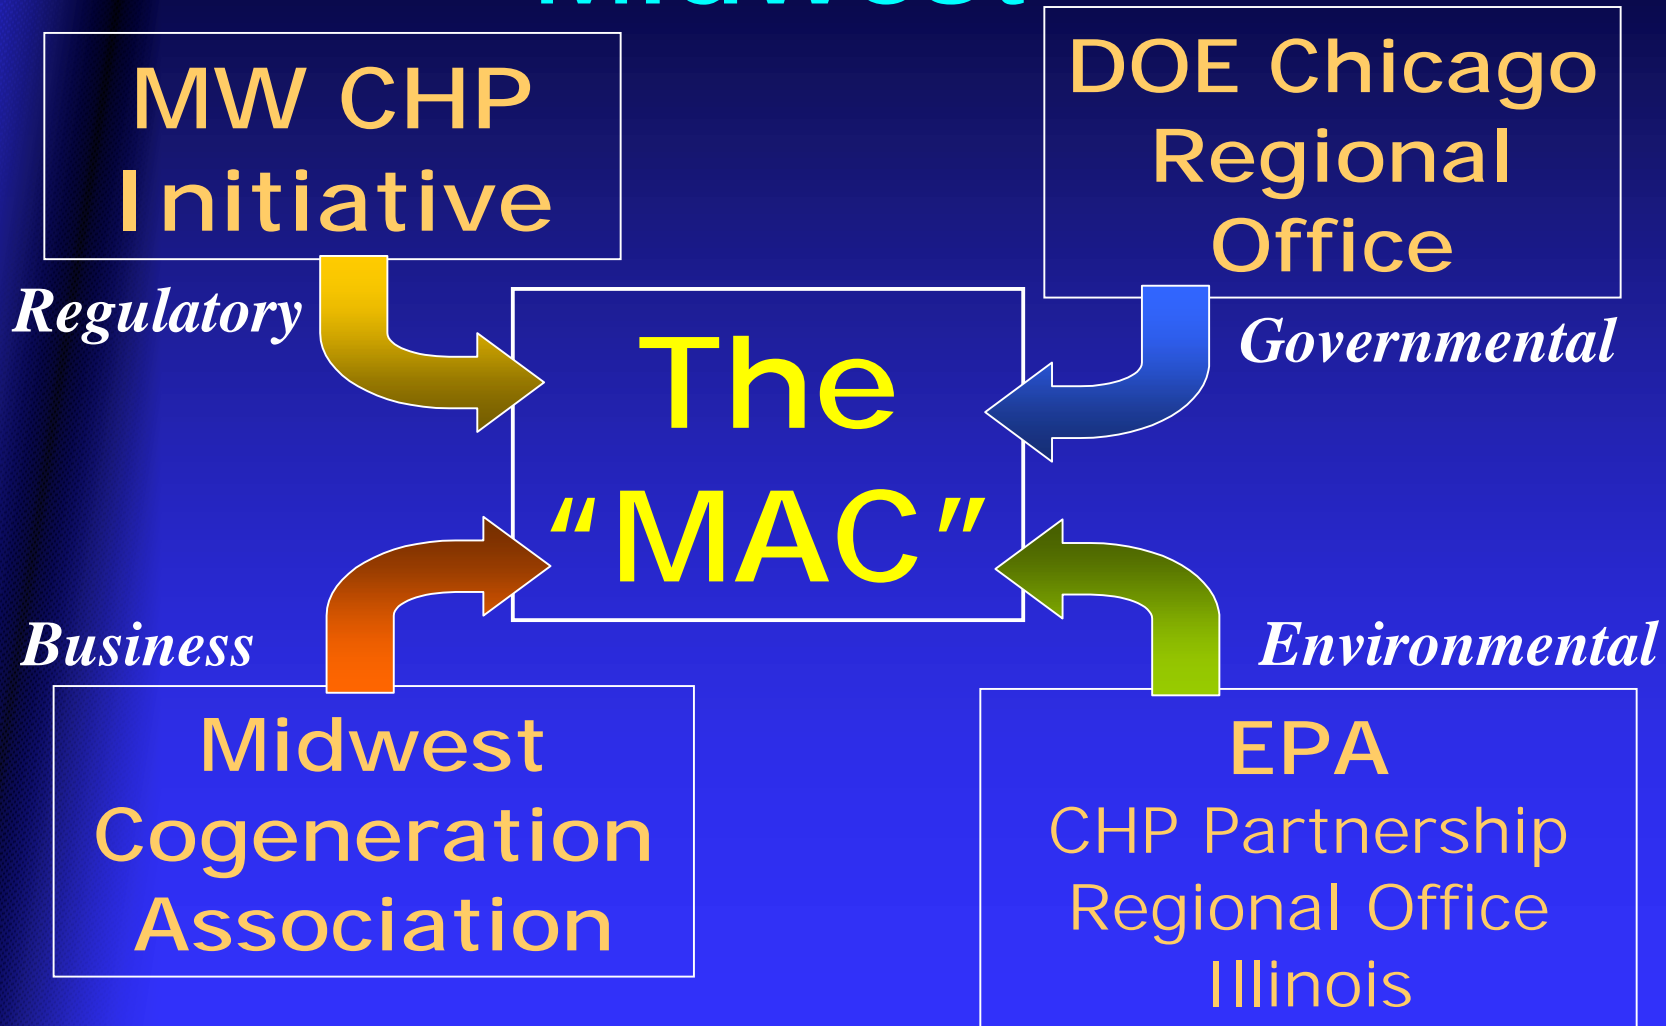 Midwest
MW CHP
Initiative
DOE Chicago
Regional
Office
Regulatory
Governmental
The
“MAC”
Business
Environmental
Midwest
Cogeneration
Association
EPA
CHP Partnership
Regional Office
Illinois